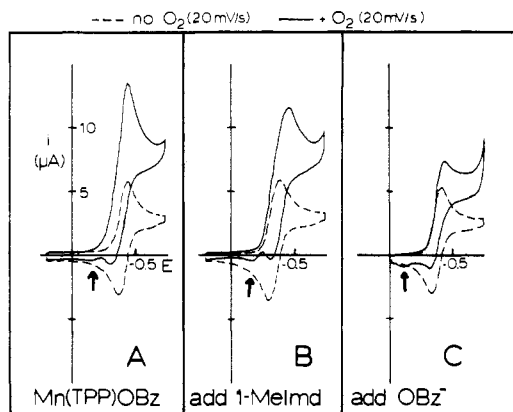 --- no O₂(20mV/s) — + O₂(20mV/s)
i
(μA)
10
5
-0.5 E
-0.5
-0.5
A
B
C
Mn(TPP)OBz
add 1-MeImd
add OBz⁻